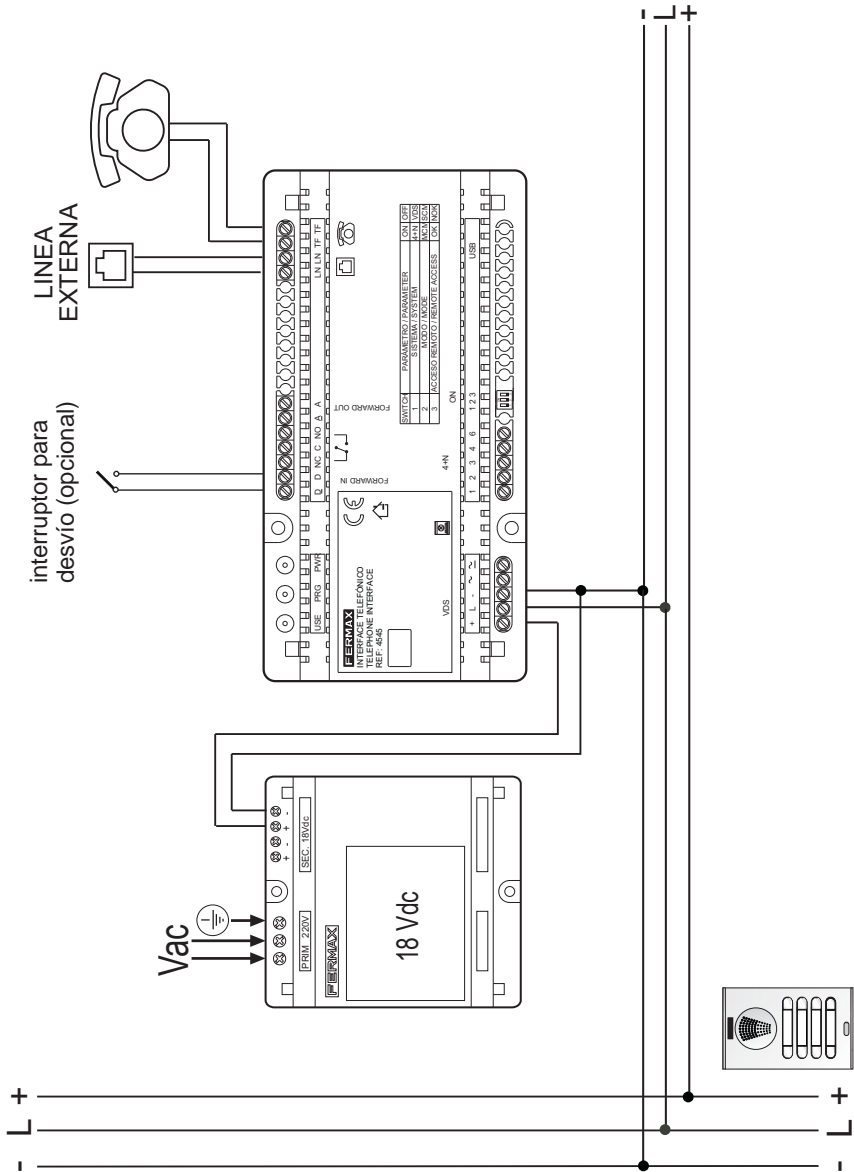 - L +
LINEA
EXTERNA
interruptor para
desvío (opcional)
D D NC C NO A A
LN LN TF TF
USE PRG PWR
FERMAX
INTERFACE TELEFÓNICO
TELEPHONE INTERFACE
REF: 4545
CE
FORWARD IN
FORWARD OUT
SWITCH PARÁMETRO / PARAMETER ON OFF
1 SISTEMA / SYSTEM 4+N VDS
2 MODO / MODE MCM SCM
3 ACCESO REMOTO / REMOTE ACCESS OK NOK
VDS
4+N
ON
+ L - ~ ~
1 2 3 4 6
1 2 3
USB
Vac
PRIM 220V
+ - + -
SEC. 18Vdc
FERMAX
18 Vdc
- L +
- L +